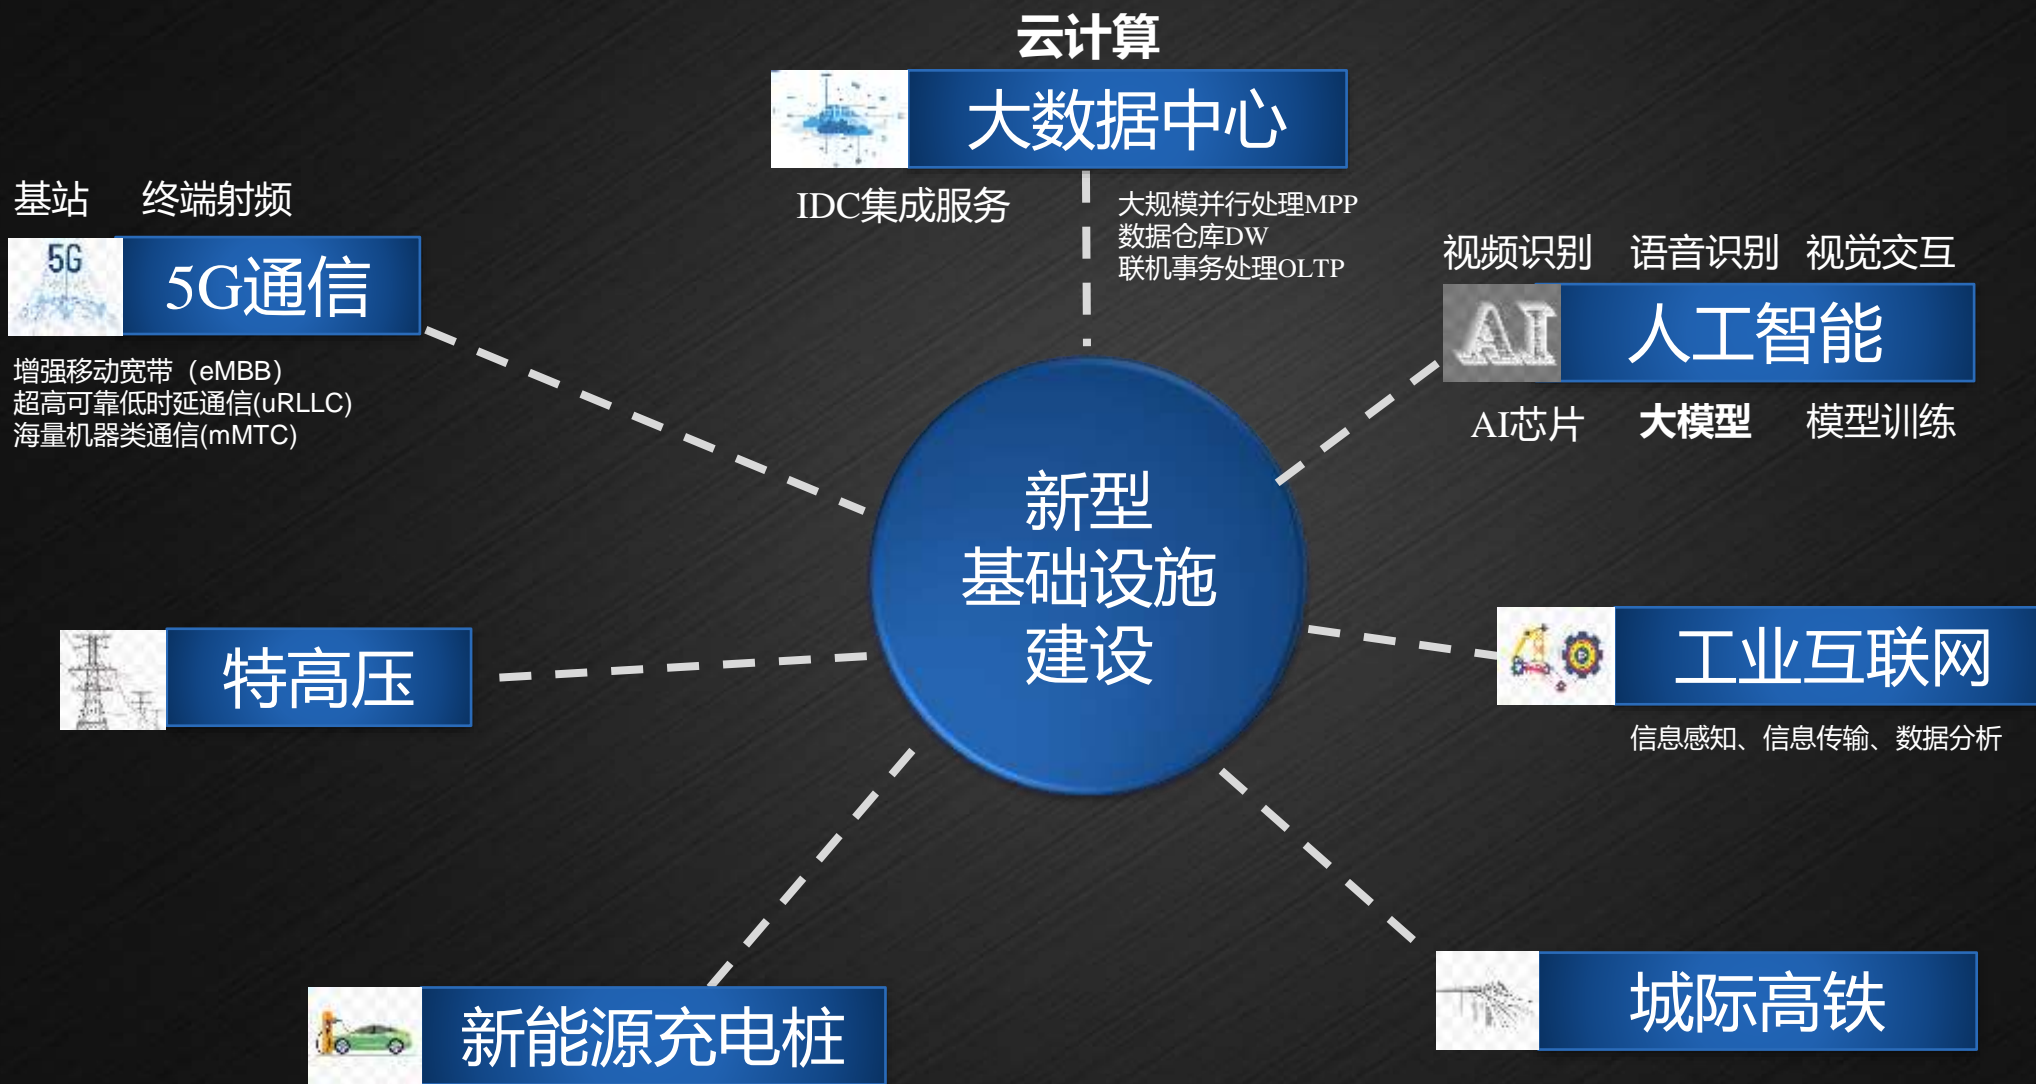 云计算
大数据中心
IDC集成服务
大规模并行处理MPP
数据仓库DW
联机事务处理OLTP
基站 终端射频
5G
5G通信
增强移动宽带（eMBB）
超高可靠低时延通信(uRLLC)
海量机器类通信(mMTC)
视频识别 语音识别 视觉交互
AI
人工智能
AI芯片 大模型 模型训练
新型
基础设施
建设
特高压
工业互联网
信息感知、信息传输、数据分析
新能源充电桩
城际高铁